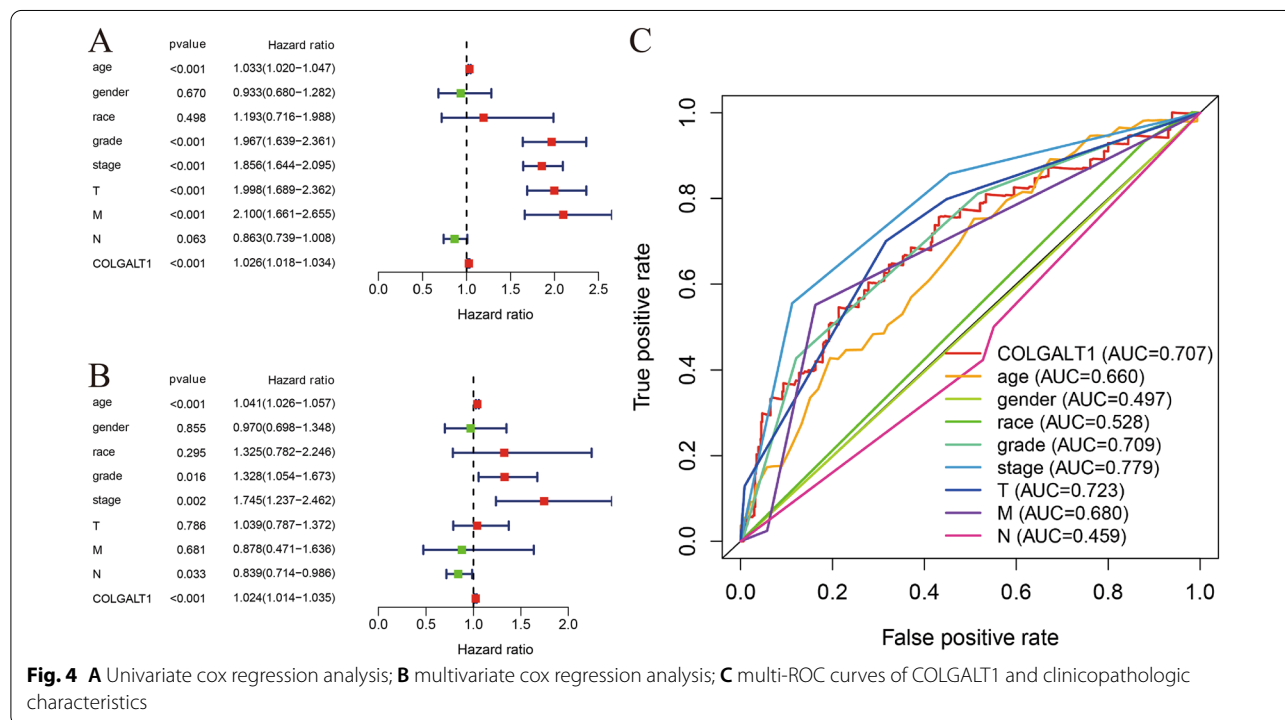 A
pvalue Hazard ratio
age <0.001 1.033(1.020−1.047)
gender 0.670 0.933(0.680−1.282)
race 0.498 1.193(0.716−1.988)
grade <0.001 1.967(1.639−2.361)
stage <0.001 1.856(1.644−2.095)
T <0.001 1.998(1.689−2.362)
M <0.001 2.100(1.661−2.655)
N 0.063 0.863(0.739−1.008)
COLGALT1 <0.001 1.026(1.018−1.034)
0.0 0.5 1.0 1.5 2.0 2.5
Hazard ratio
B
pvalue Hazard ratio
age <0.001 1.041(1.026−1.057)
gender 0.855 0.970(0.698−1.348)
race 0.295 1.325(0.782−2.246)
grade 0.016 1.328(1.054−1.673)
stage 0.002 1.745(1.237−2.462)
T 0.786 1.039(0.787−1.372)
M 0.681 0.878(0.471−1.636)
N 0.033 0.839(0.714−0.986)
COLGALT1 <0.001 1.024(1.014−1.035)
0.0 0.5 1.0 1.5 2.0
Hazard ratio
C
True positive rate
1.0
0.8
0.6
0.4
0.2
0.0
COLGALT1 (AUC=0.707)
age (AUC=0.660)
gender (AUC=0.497)
race (AUC=0.528)
grade (AUC=0.709)
stage (AUC=0.779)
T (AUC=0.723)
M (AUC=0.680)
N (AUC=0.459)
0.0 0.2 0.4 0.6 0.8 1.0
False positive rate
Fig. 4 A Univariate cox regression analysis; B multivariate cox regression analysis; C multi-ROC curves of COLGALT1 and clinicopathologic
characteristics